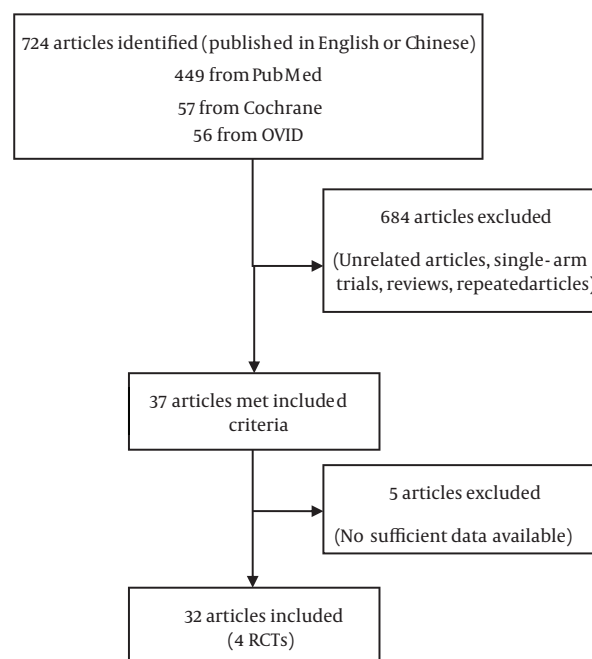 724 articles identified (published in English or Chinese)
449 from PubMed
57 from Cochrane
56 from OVID
684 articles excluded
(Unrelated articles, single-arm
trials, reviews, repeatedarticles)
37 articles met included
criteria
5 articles excluded
(No sufficient data available)
32 articles included
(4 RCTs)